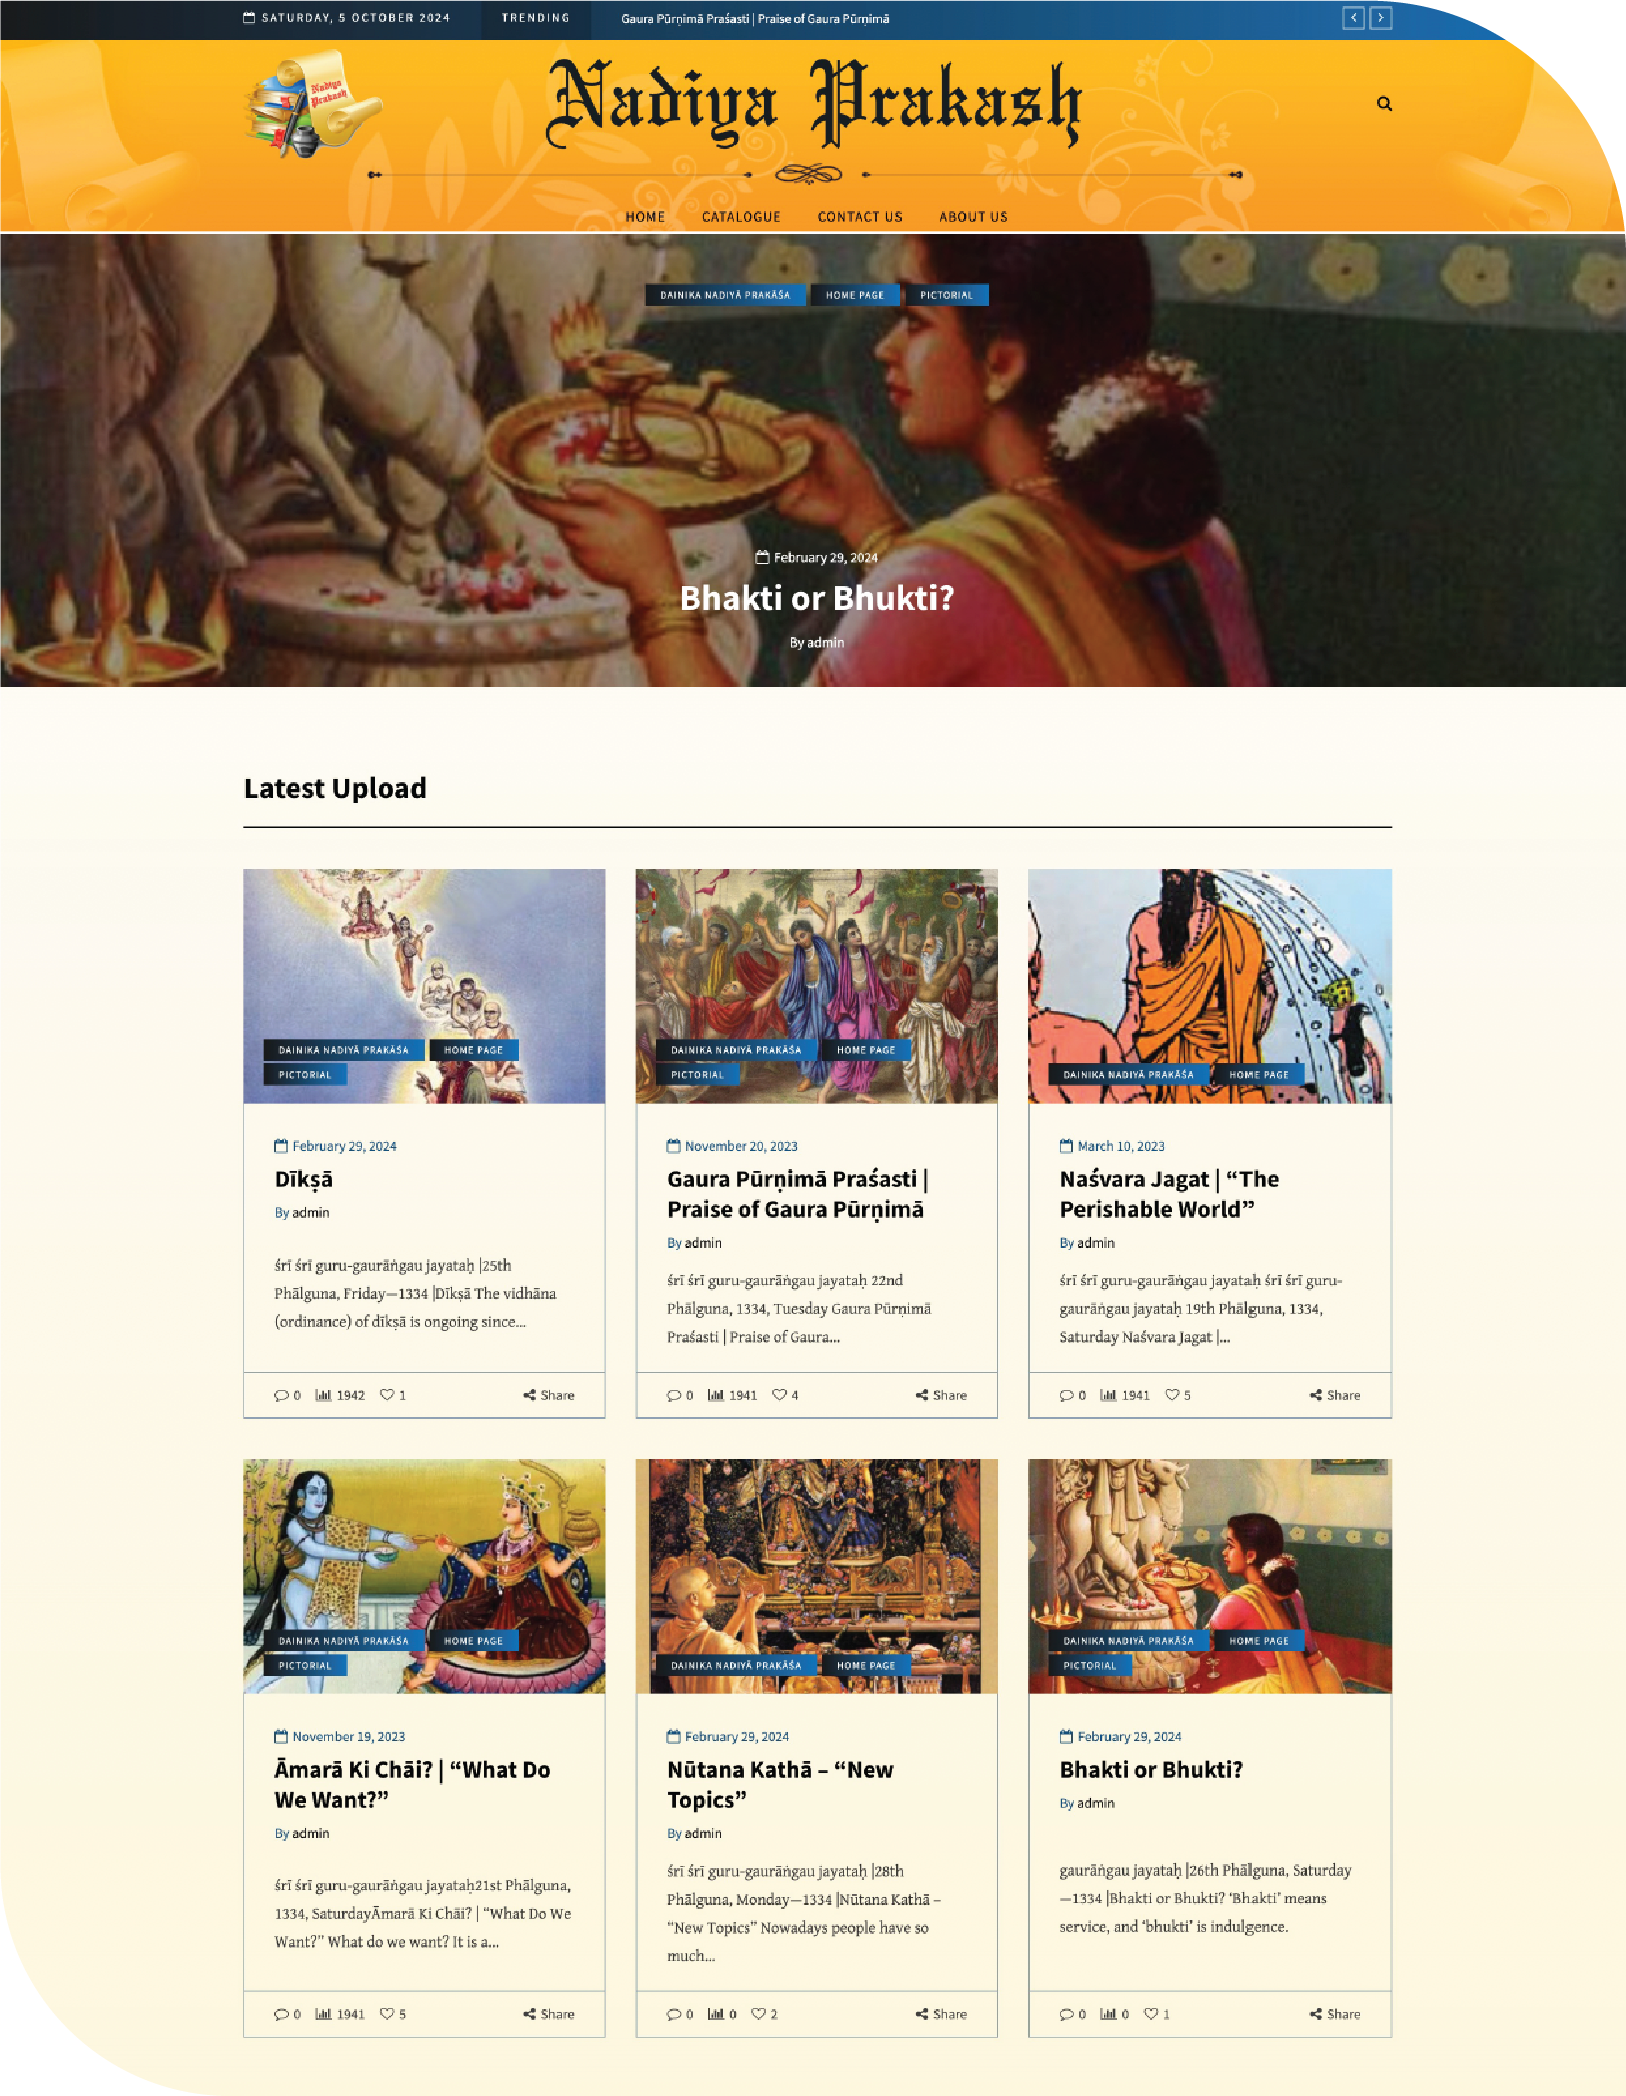 SATURDAY, 5 OCTOBER 2024 TRENDING Gaura Pūrṇimā Praśasti | Praise of Gaura Pūrṇimā
Nadiya
Prakash
Nadiya Prakash
HOME CATALOGUE CONTACT US ABOUT US
DAINIKA NADIYĀ PRAKĀŚA HOME PAGE PICTORIAL
February 29, 2024
Bhakti or Bhukti?
By admin
Latest Upload
DAINIKA NADIYĀ PRAKĀŚA HOME PAGE
PICTORIAL
February 29, 2024
Dīkṣā
By admin
śrī śrī guru-gaurāṅgau jayataḥ |25th
Phālguna, Friday—1334 |Dīkṣā The vidhāna
(ordinance) of dīkṣā is ongoing since...
0 1942 1 Share
DAINIKA NADIYĀ PRAKĀŚA HOME PAGE
PICTORIAL
November 20, 2023
Gaura Pūrṇimā Praśasti |
Praise of Gaura Pūrṇimā
By admin
śrī śrī guru-gaurāṅgau jayataḥ 22nd
Phālguna, 1334, Tuesday Gaura Pūrṇimā
Praśasti | Praise of Gaura...
0 1941 4 Share
DAINIKA NADIYĀ PRAKĀŚA HOME PAGE
March 10, 2023
Naśvara Jagat | “The
Perishable World”
By admin
śrī śrī guru-gaurāṅgau jayataḥ śrī śrī guru-
gaurāṅgau jayataḥ 19th Phālguna, 1334,
Saturday Naśvara Jagat |...
0 1941 5 Share
DAINIKA NADIYĀ PRAKĀŚA HOME PAGE
PICTORIAL
November 19, 2023
Āmarā Ki Chāi? | “What Do
We Want?”
By admin
śrī śrī guru-gaurāṅgau jayataḥ21st Phālguna,
1334, SaturdayĀmarā Ki Chāi? | “What Do We
Want?” What do we want? It is a...
0 1941 5 Share
DAINIKA NADIYĀ PRAKĀŚA HOME PAGE
February 29, 2024
Nūtana Kathā – “New
Topics”
By admin
śrī śrī guru-gaurāṅgau jayataḥ |28th
Phālguna, Monday—1334 |Nūtana Kathā –
“New Topics” Nowadays people have so
much...
0 0 2 Share
DAINIKA NADIYĀ PRAKĀŚA HOME PAGE
PICTORIAL
February 29, 2024
Bhakti or Bhukti?
By admin
gaurāṅgau jayataḥ |26th Phālguna, Saturday
—1334 |Bhakti or Bhukti? ‘Bhakti’ means
service, and ‘bhukti’ is indulgence.
0 0 1 Share